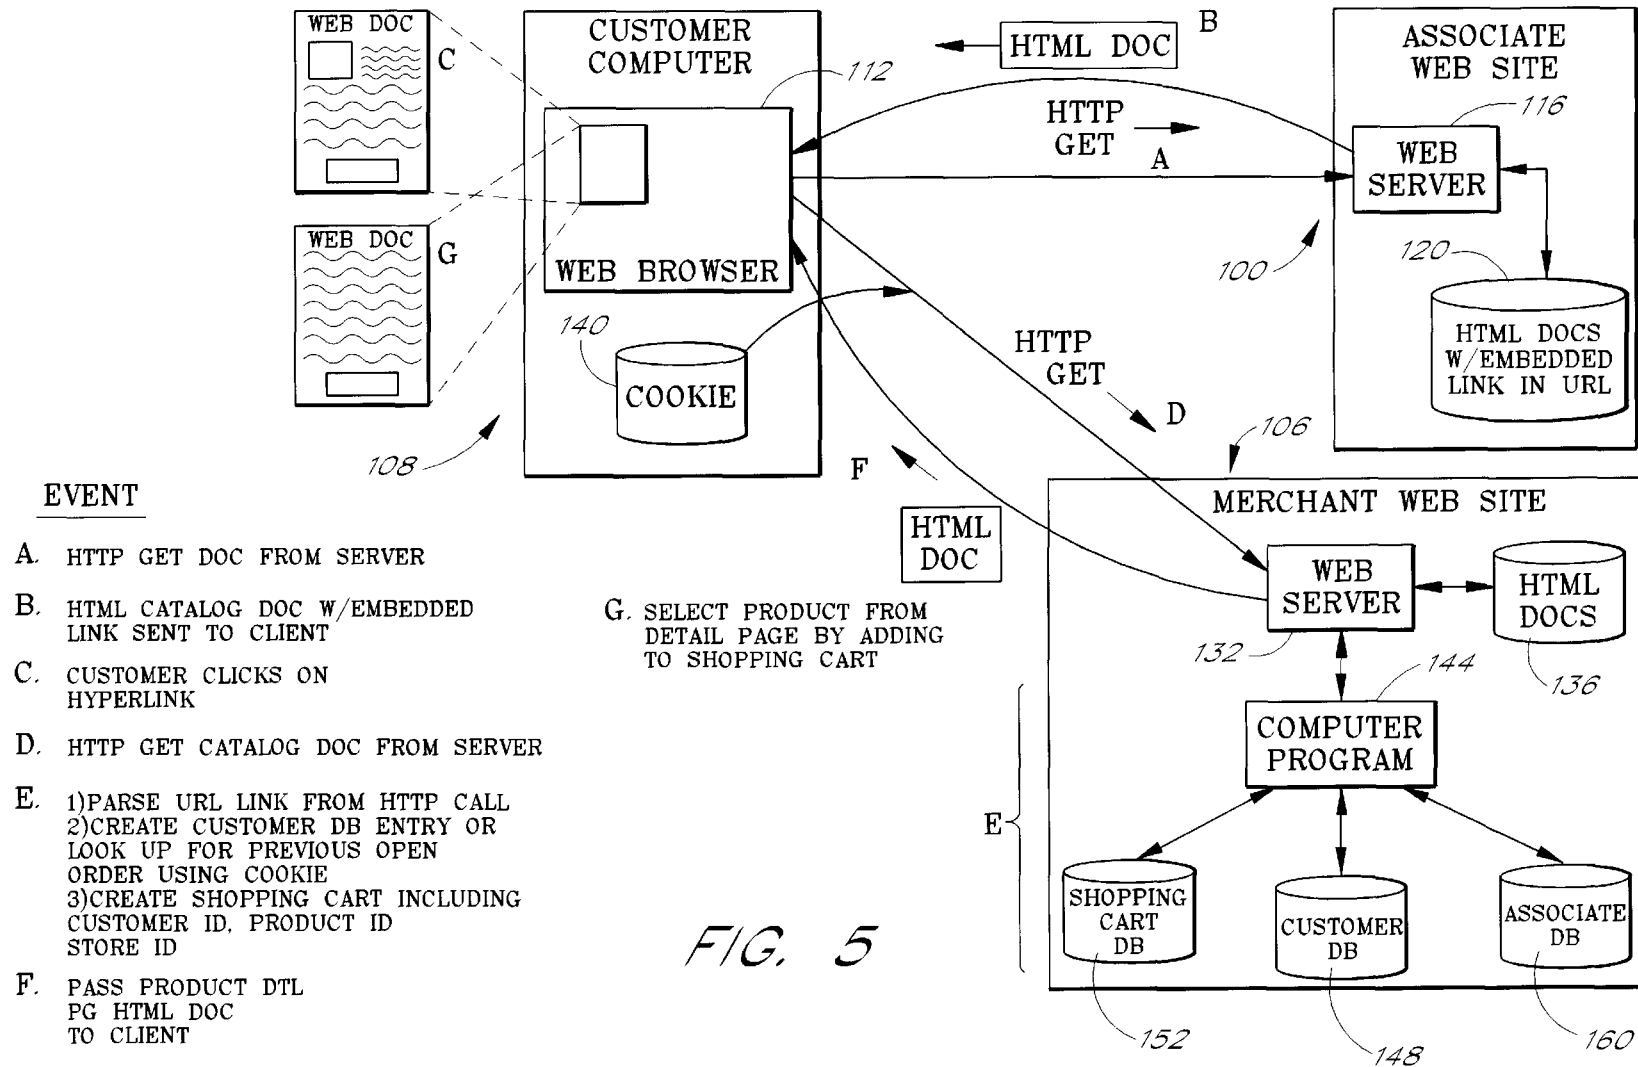 WEB DOC
C
WEB DOC
G
108
CUSTOMER
COMPUTER
112
WEB BROWSER
140
COOKIE
B
HTML DOC
HTTP
GET
A
ASSOCIATE
WEB SITE
116
WEB
SERVER
100
120
HTML DOCS
W/EMBEDDED
LINK IN URL
HTTP
GET
D
F
HTML
DOC
106
MERCHANT WEB SITE
WEB
SERVER
132
HTML
DOCS
136
144
COMPUTER
PROGRAM
E
SHOPPING
CART
DB
152
CUSTOMER
DB
148
ASSOCIATE
DB
160
EVENT
A. HTTP GET DOC FROM SERVER
B. HTML CATALOG DOC W/EMBEDDED
LINK SENT TO CLIENT
C. CUSTOMER CLICKS ON
HYPERLINK
D. HTTP GET CATALOG DOC FROM SERVER
E. 1)PARSE URL LINK FROM HTTP CALL
2)CREATE CUSTOMER DB ENTRY OR
LOOK UP FOR PREVIOUS OPEN
ORDER USING COOKIE
3)CREATE SHOPPING CART INCLUDING
CUSTOMER ID, PRODUCT ID
STORE ID
F. PASS PRODUCT DTL
PG HTML DOC
TO CLIENT
G. SELECT PRODUCT FROM
DETAIL PAGE BY ADDING
TO SHOPPING CART
FIG. 5